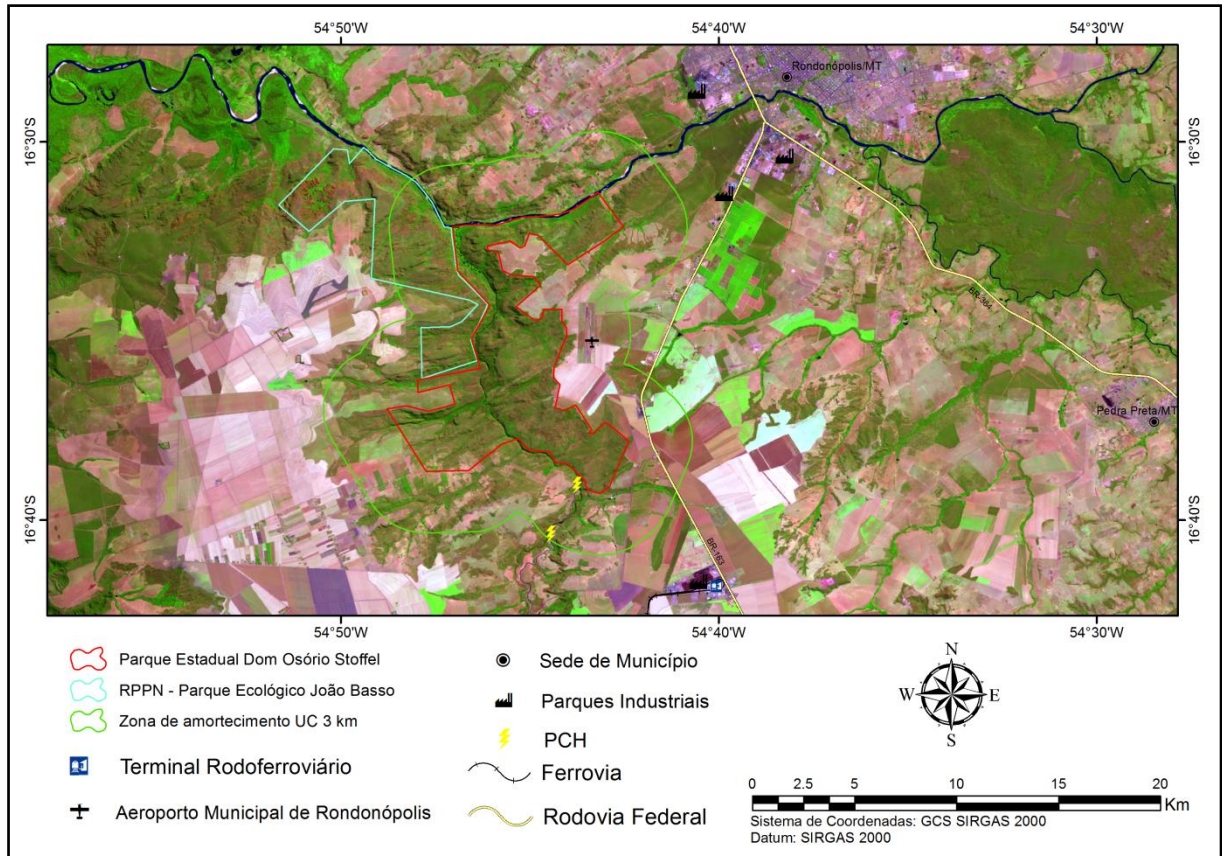 54°50'W 54°40'W 54°30'W
Rondonópolis/MT
16°30'S 16°30'S
BR-364
Pedra Preta/MT
16°40'S 16°40'S
BR-163
54°50'W 54°40'W 54°30'W
Parque Estadual Dom Osório Stoffel
RPPN - Parque Ecológico João Basso
Zona de amortecimento UC 3 km
Terminal Rodoferroviário
Aeroporto Municipal de Rondonópolis
Sede de Município
Parques Industriais
PCH
Ferrovia
Rodovia Federal
N
W E
S
0 2.5 5 10 15 20
Km
Sistema de Coordenadas: GCS SIRGAS 2000
Datum: SIRGAS 2000